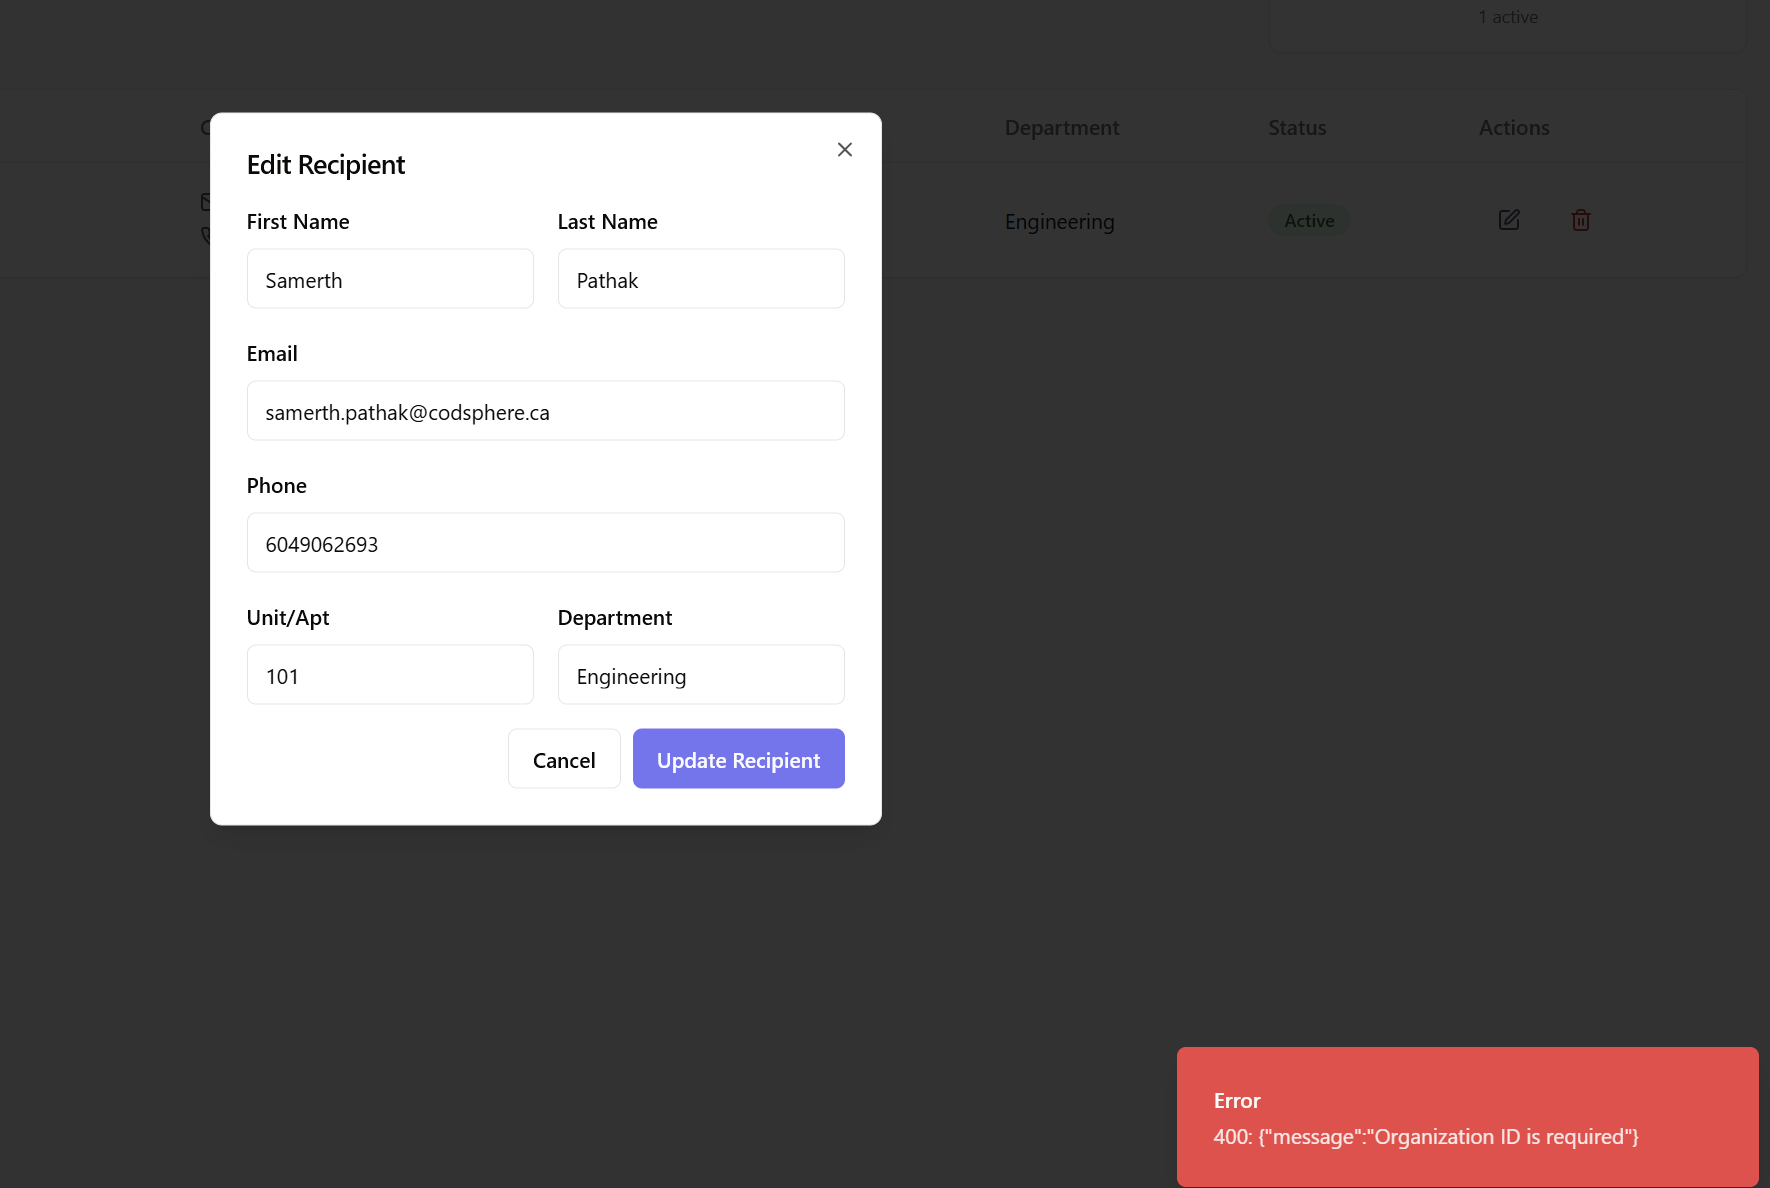 1 active
Department Status Actions
Engineering Active
Edit Recipient
First Name Last Name
Samerth Pathak
Email
samerth.pathak@codsphere.ca
Phone
6049062693
Unit/Apt Department
101 Engineering
Cancel Update Recipient
Error
400: {"message":"Organization ID is required"}